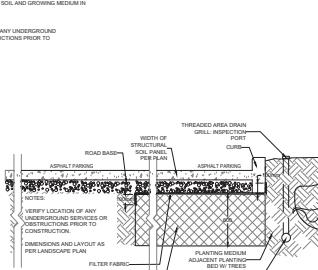 SOIL AND GROWING MEDIUM IN
ANY UNDERGROUND
CTIONS PRIOR TO
THREADED AREA DRAIN
GRILL: INSPECTION
PORT
CURB
WIDTH OF
STRUCTURAL
SOIL PANEL
PER PLAN
ROAD BASE
ASPHALT PARKING
ASPHALT PARKING
NOTES:
VERIFY LOCATION OF ANY
UNDERGROUND SERVICES OR
OBSTRUCTIONS PRIOR TO
CONSTRUCTION.
DIMENSIONS AND LAYOUT AS
PER LANDSCAPE PLAN
FILTER FABRIC
PLANTING MEDIUM
ADJACENT PLANTING
BED W/ TREES